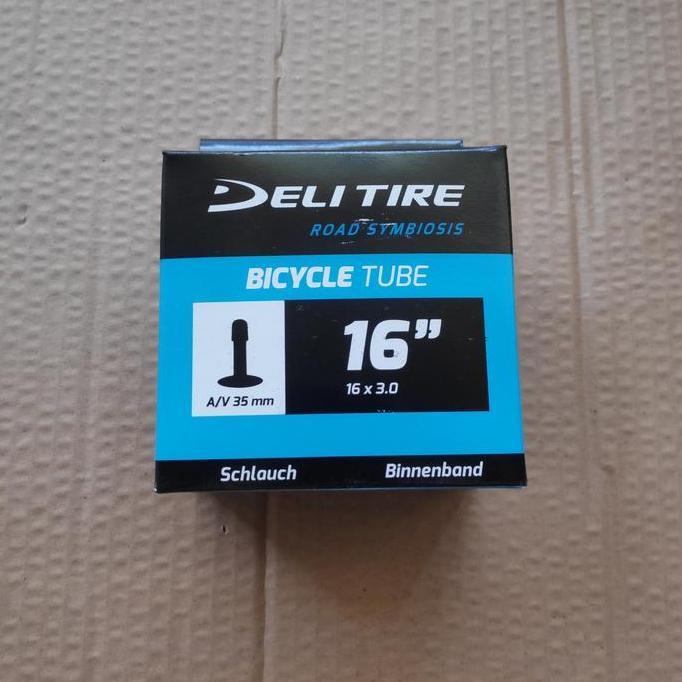 DELI TIRE
ROAD SYMBIOSIS
BICYCLE TUBE
16”
16 x 3.0
A/V 35 mm
Schlauch Binnenband